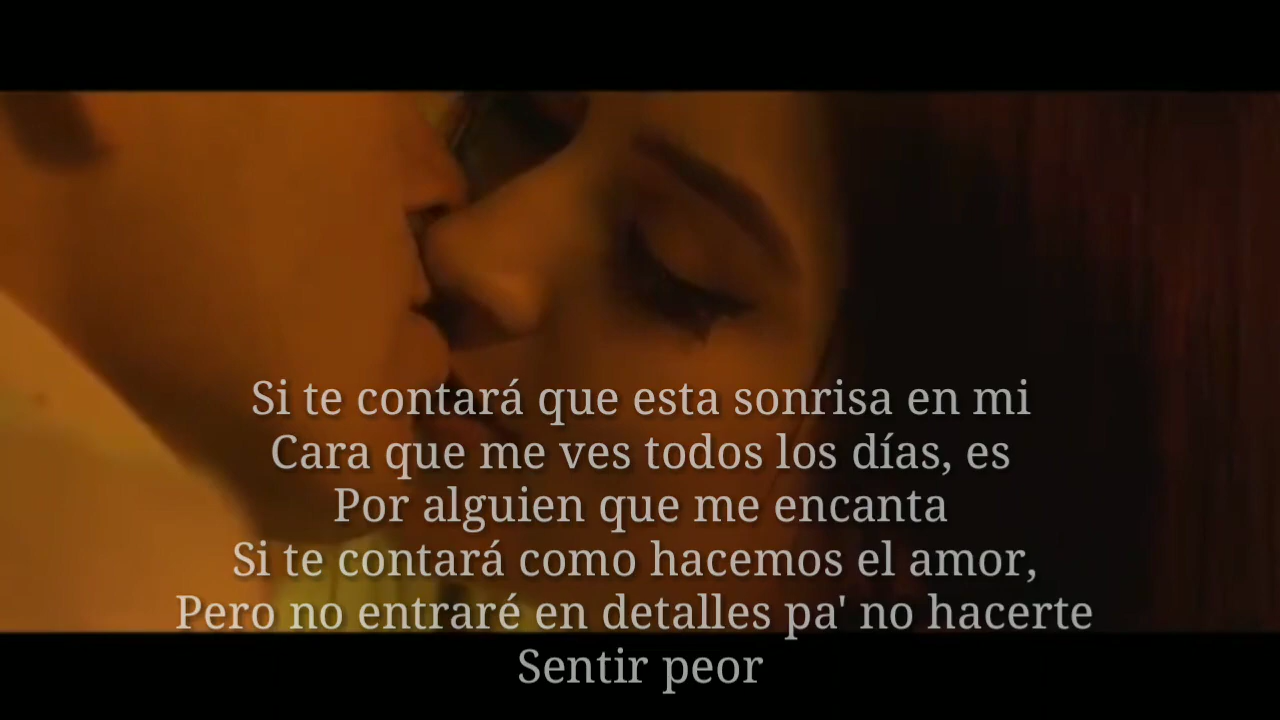 Si te contará que esta sonrisa en mi
Cara que me ves todos los días, es
Por alguien que me encanta
Si te contará como hacemos el amor,
Pero no entraré en detalles pa' no hacerte
Sentir peor